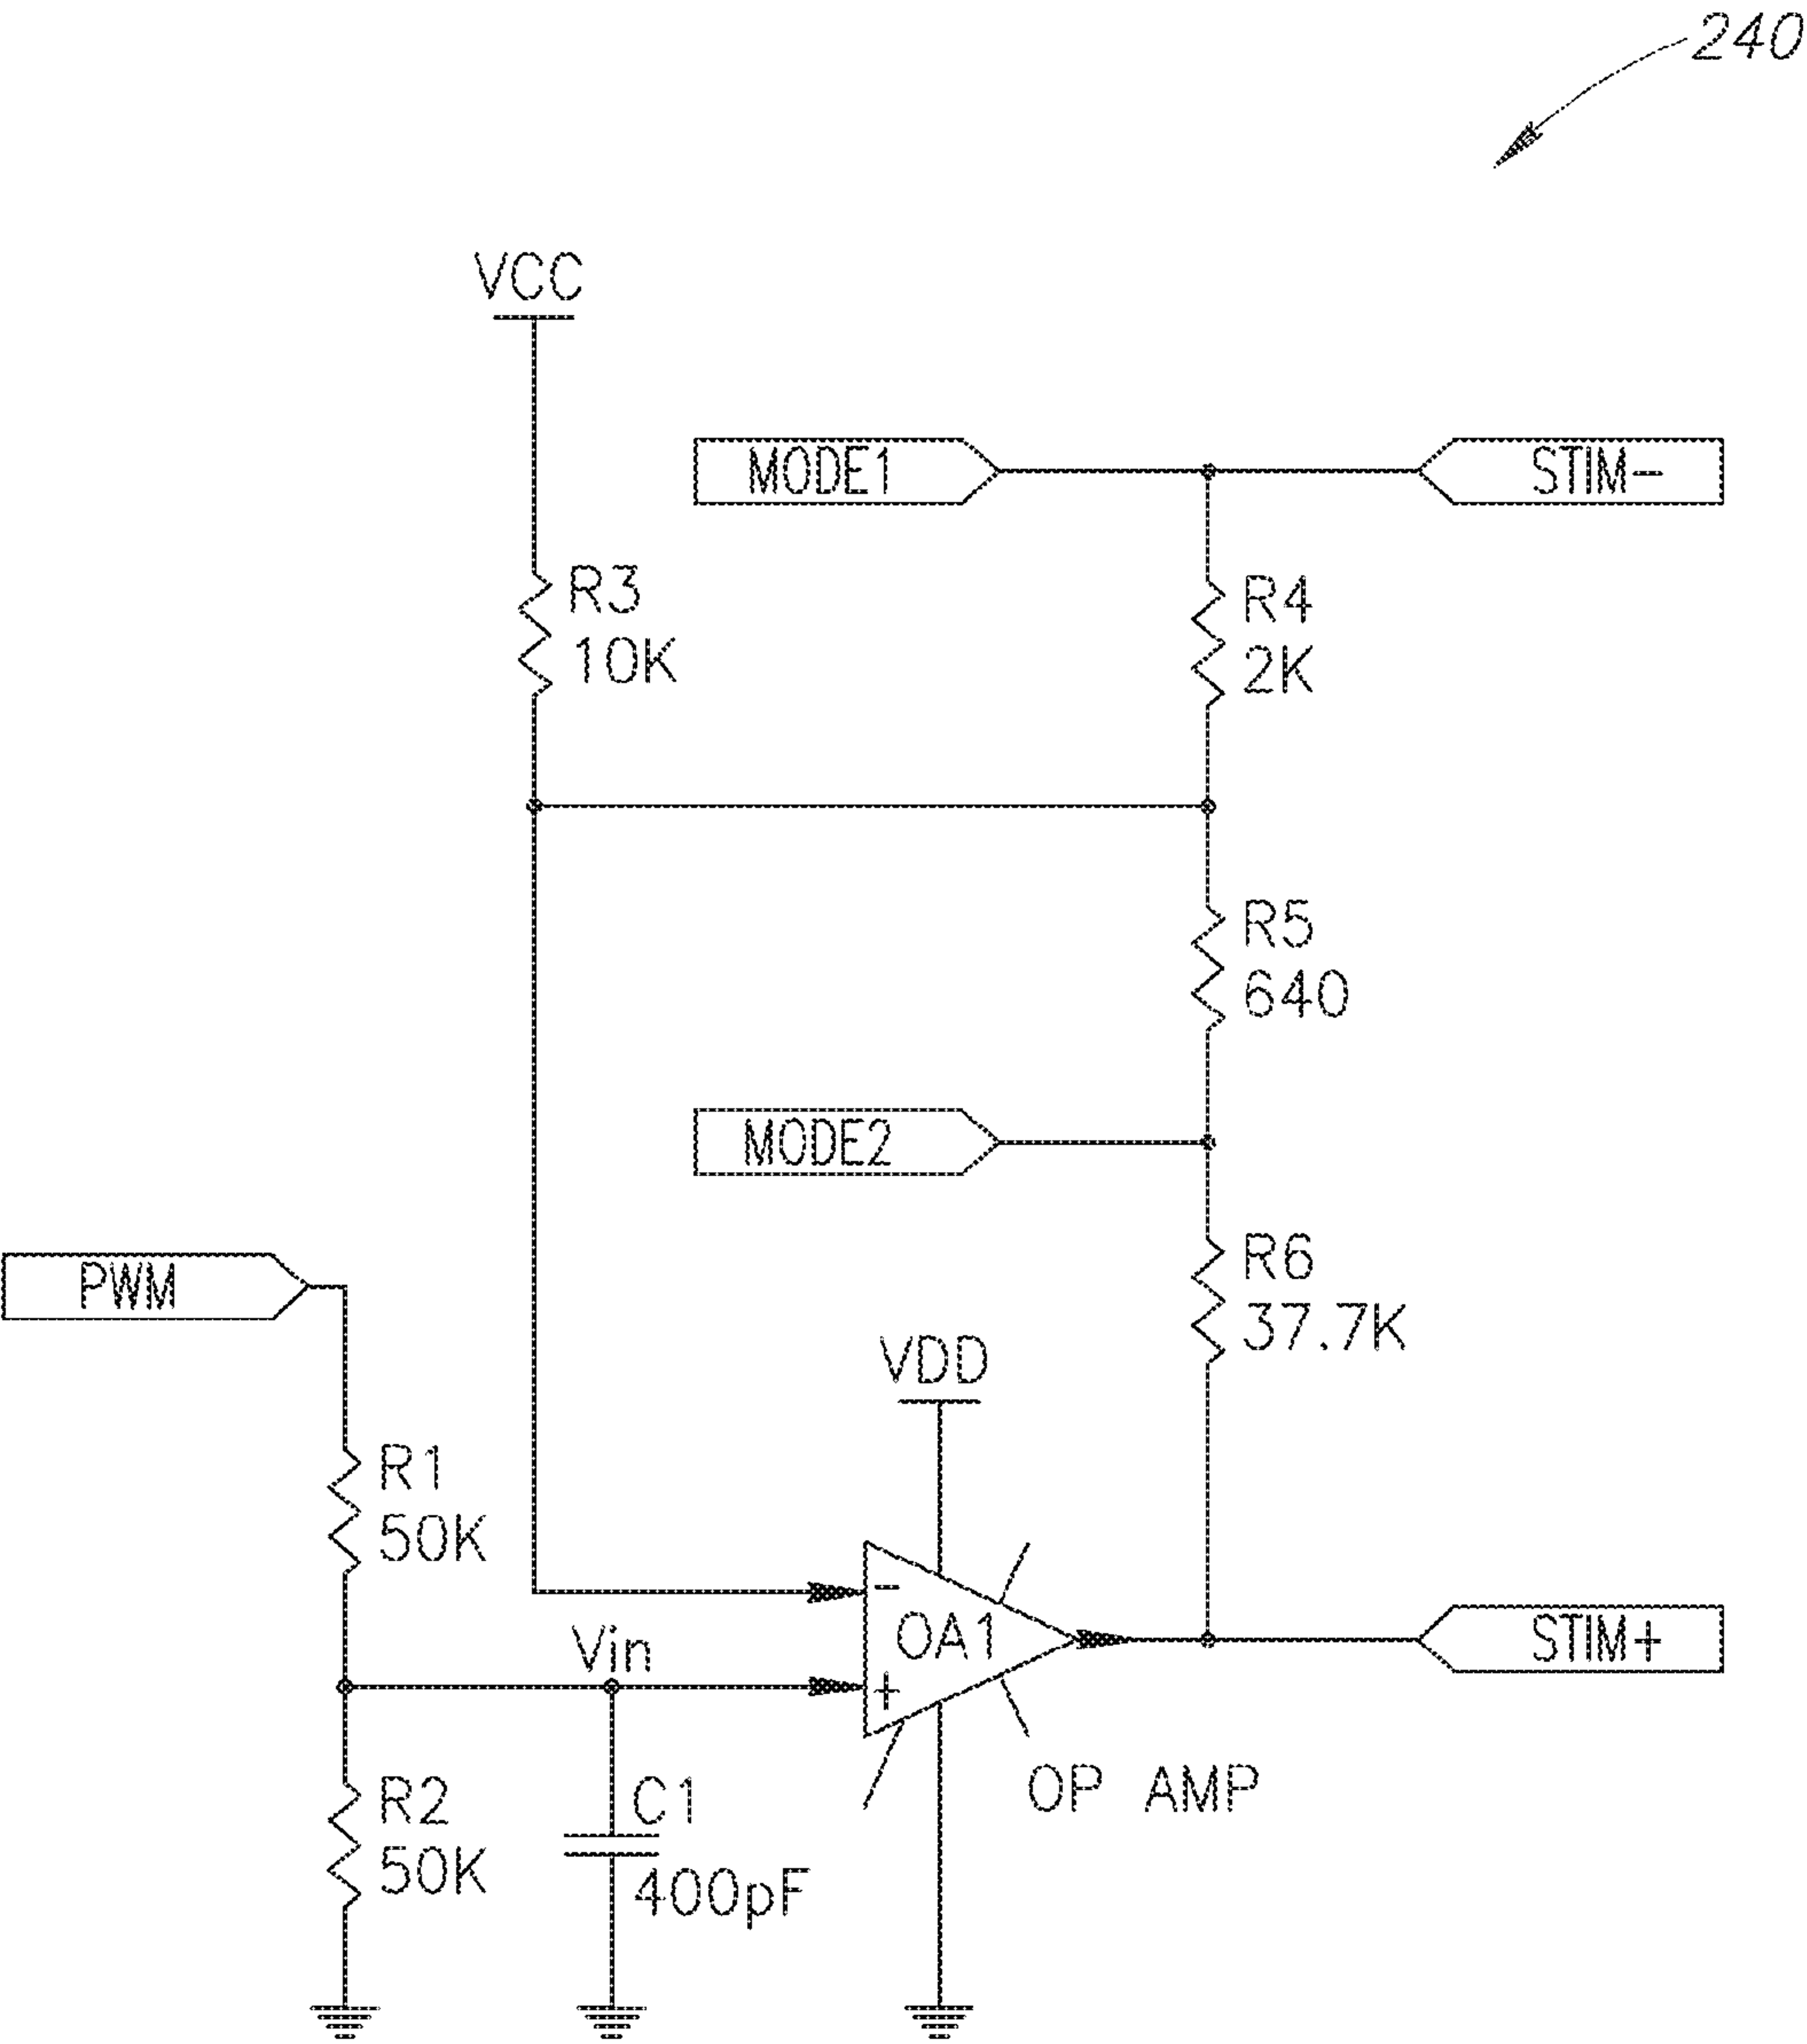 240
VCC
MODE1
STIM-
R3
10K
R4
2K
R5
640
MODE2
PWM
R6
37.7K
VDD
R1
50K
-
OA1
+
Vin
STIM+
OP AMP
R2
50K
C1
400pF